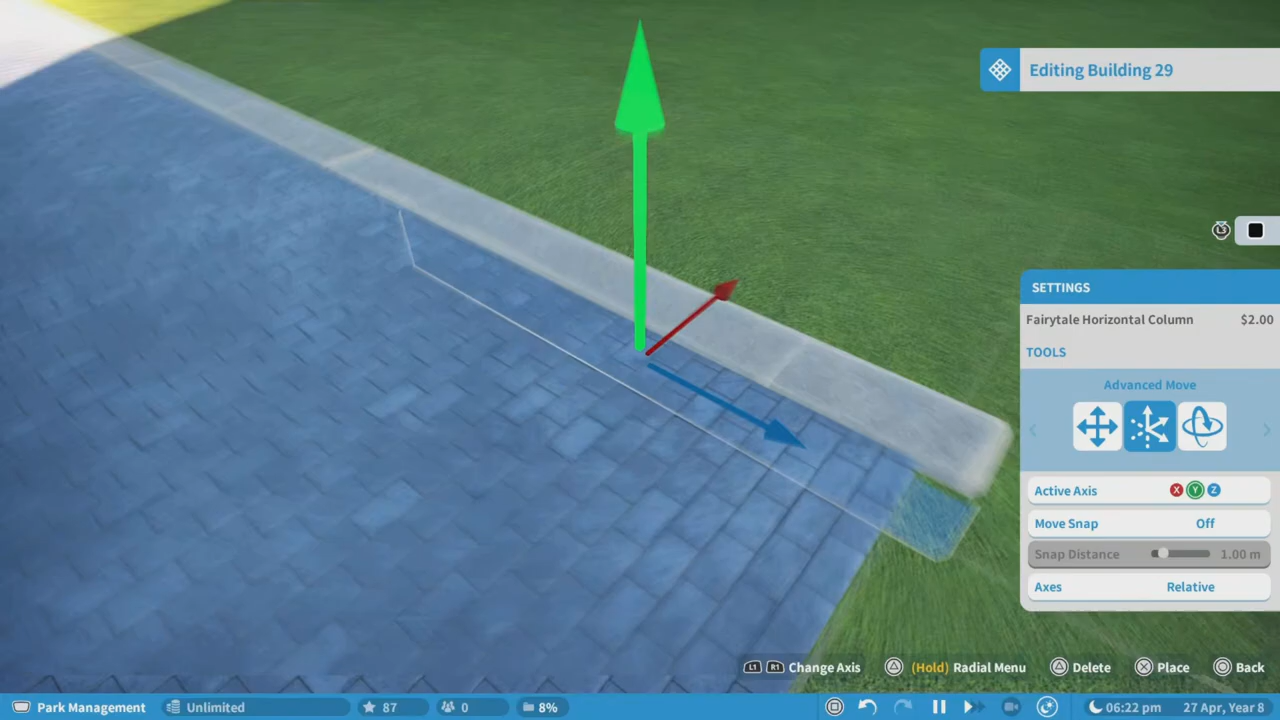 Editing Building 29
L3
SETTINGS
Fairytale Horizontal Column $2.00
TOOLS
Advanced Move
Active Axis X Y Z
Move Snap Off
Snap Distance 1.00 m
Axes Relative
L1 R1 Change Axis (Hold) Radial Menu Delete Place Back
Park Management Unlimited 87 0 8% 06:22 pm 27 Apr, Year 8